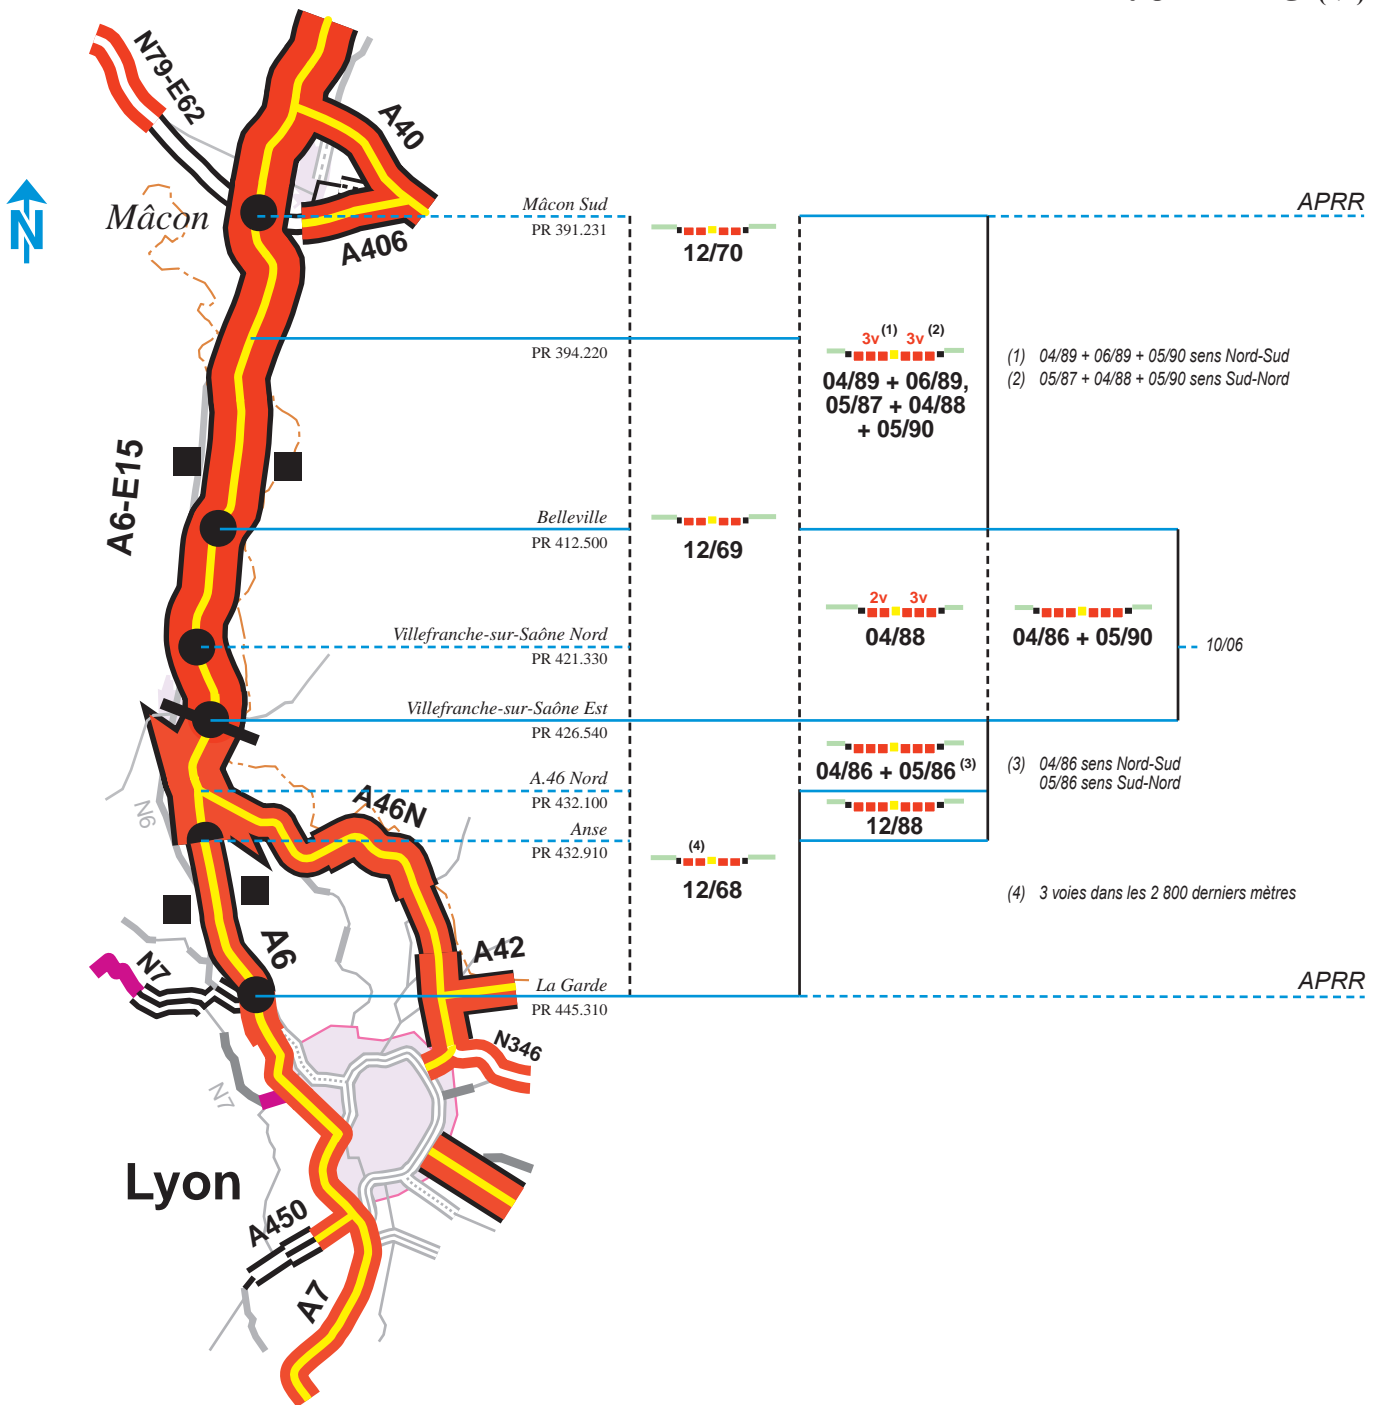 N79-E62
A40
N
Mâcon
A406
Mâcon Sud
PR 391.231
12/70
APRR
PR 394.220
3v (1) 3v (2)
04/89 + 06/89,
05/87 + 04/88
+ 05/90
(1) 04/89 + 06/89 + 05/90 sens Nord-Sud
(2) 05/87 + 04/88 + 05/90 sens Sud-Nord
A6-E15
Belleville
PR 412.500
12/69
2v 3v
04/88
04/86 + 05/90
10/06
Villefranche-sur-Saône Nord
PR 421.330
Villefranche-sur-Saône Est
PR 426.540
04/86 + 05/86 (3)
(3) 04/86 sens Nord-Sud
05/86 sens Sud-Nord
A.46 Nord
PR 432.100
12/88
N6
A46N
Anse
PR 432.910
(4)
12/68
(4) 3 voies dans les 2 800 derniers mètres
A6
N7
A42
La Garde
PR 445.310
APRR
N346
N7
Lyon
A450
A7